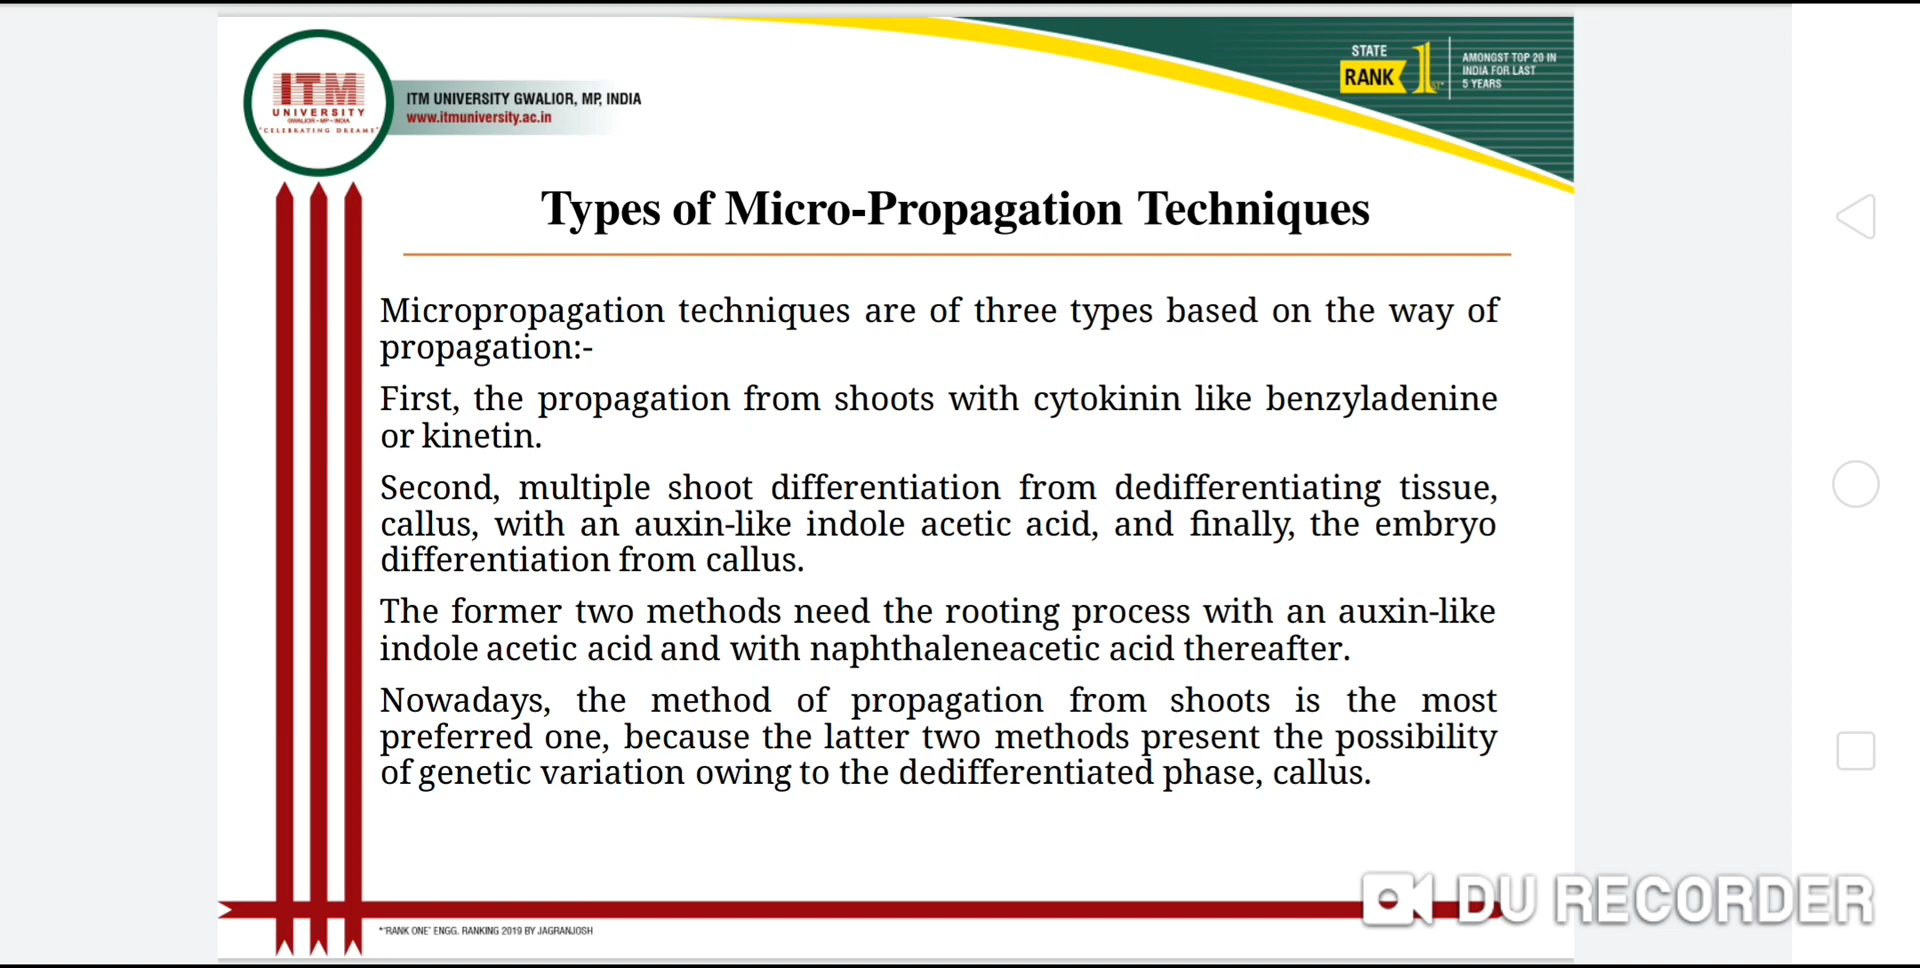 ITM
UNIVERSITY
GWALIOR • MP • INDIA
"CELEBRATING DREAMS"
ITM UNIVERSITY GWALIOR, MP, INDIA
www.itmuniversity.ac.in
STATE
RANK 1ST*
AMONGST TOP 20 IN
INDIA FOR LAST
5 YEARS
Types of Micro-Propagation Techniques
Micropropagation techniques are of three types based on the way of
propagation:-
First, the propagation from shoots with cytokinin like benzyladenine
or kinetin.
Second, multiple shoot differentiation from dedifferentiating tissue,
callus, with an auxin-like indole acetic acid, and finally, the embryo
differentiation from callus.
The former two methods need the rooting process with an auxin-like
indole acetic acid and with naphthaleneacetic acid thereafter.
Nowadays, the method of propagation from shoots is the most
preferred one, because the latter two methods present the possibility
of genetic variation owing to the dedifferentiated phase, callus.
DU RECORDER
*"RANK ONE' ENGG. RANKING 2019 BY JAGRANJOSH